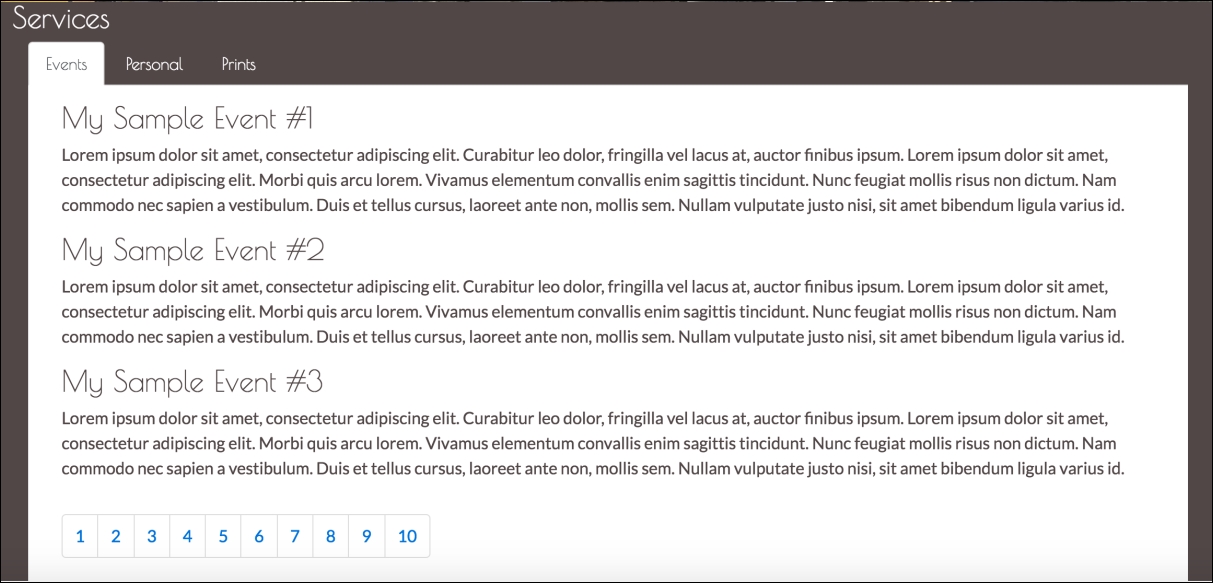 Services
Events Personal Prints
My Sample Event #1
Lorem ipsum dolor sit amet, consectetur adipiscing elit. Curabitur leo dolor, fringilla vel lacus at, auctor finibus ipsum. Lorem ipsum dolor sit amet,
consectetur adipiscing elit. Morbi quis arcu lorem. Vivamus elementum convallis enim sagittis tincidunt. Nunc feugiat mollis risus non dictum. Nam
commodo nec sapien a vestibulum. Duis et tellus cursus, laoreet ante non, mollis sem. Nullam vulputate justo nisi, sit amet bibendum ligula varius id.
My Sample Event #2
Lorem ipsum dolor sit amet, consectetur adipiscing elit. Curabitur leo dolor, fringilla vel lacus at, auctor finibus ipsum. Lorem ipsum dolor sit amet,
consectetur adipiscing elit. Morbi quis arcu lorem. Vivamus elementum convallis enim sagittis tincidunt. Nunc feugiat mollis risus non dictum. Nam
commodo nec sapien a vestibulum. Duis et tellus cursus, laoreet ante non, mollis sem. Nullam vulputate justo nisi, sit amet bibendum ligula varius id.
My Sample Event #3
Lorem ipsum dolor sit amet, consectetur adipiscing elit. Curabitur leo dolor, fringilla vel lacus at, auctor finibus ipsum. Lorem ipsum dolor sit amet,
consectetur adipiscing elit. Morbi quis arcu lorem. Vivamus elementum convallis enim sagittis tincidunt. Nunc feugiat mollis risus non dictum. Nam
commodo nec sapien a vestibulum. Duis et tellus cursus, laoreet ante non, mollis sem. Nullam vulputate justo nisi, sit amet bibendum ligula varius id.
1 2 3 4 5 6 7 8 9 10